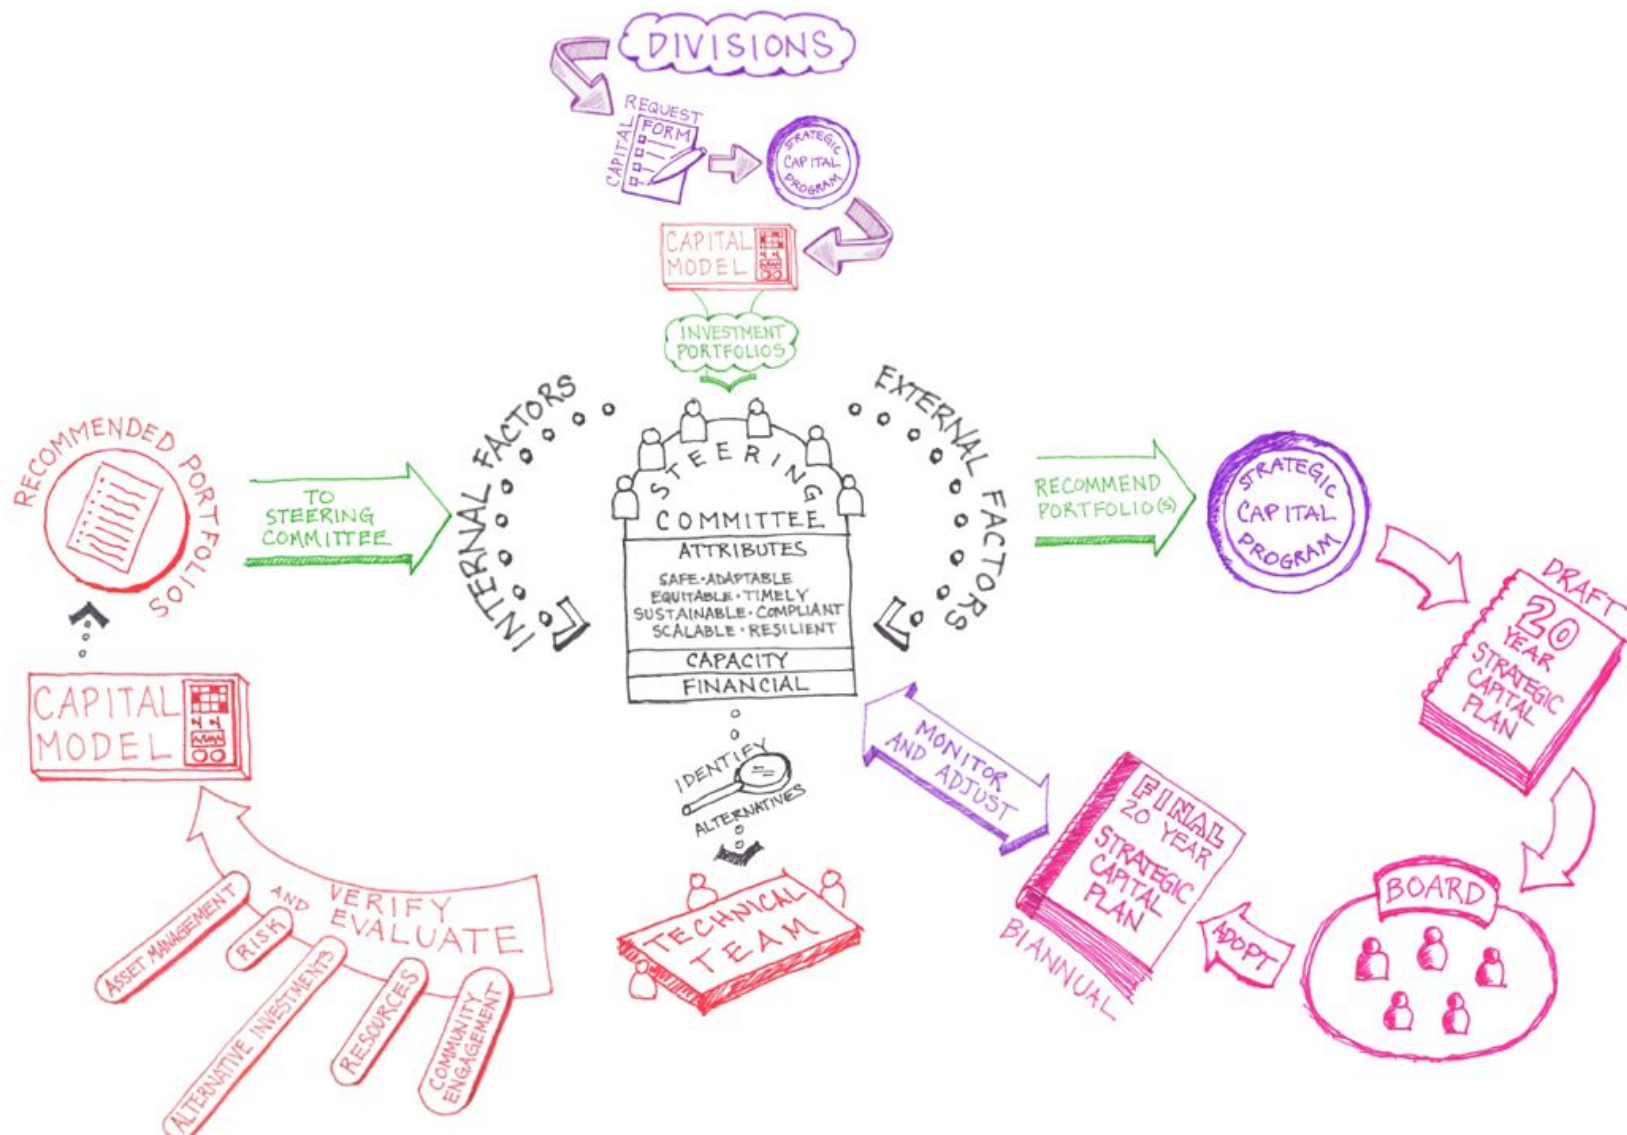 DIVISIONS
CAPITAL
REQUEST
FORM
STRATEGIC
CAPITAL
PROGRAM
CAPITAL
MODEL
INVESTMENT
PORTFOLIOS
INTERNAL FACTORS
EXTERNAL FACTORS
STEERING
COMMITTEE
ATTRIBUTES
SAFE·ADAPTABLE
EQUITABLE·TIMELY
SUSTAINABLE·COMPLIANT
SCALABLE·RESILIENT
CAPACITY
FINANCIAL
RECOMMENDED PORTFOLIOS
TO
STEERING
COMMITTEE
RECOMMEND
PORTFOLIO(S)
STRATEGIC
CAPITAL
PROGRAM
DRAFT
20
YEAR
STRATEGIC
CAPITAL
PLAN
CAPITAL
MODEL
IDENTIFY
ALTERNATIVES
MONITOR
AND ADJUST
FINAL
20 YEAR
STRATEGIC
CAPITAL
PLAN
BIANNUAL
BOARD
ADOPT
TECHNICAL
TEAM
VERIFY
AND EVALUATE
ASSET MANAGEMENT
RISK
ALTERNATIVE INVESTMENTS
RESOURCES
COMMUNITY
ENGAGEMENT